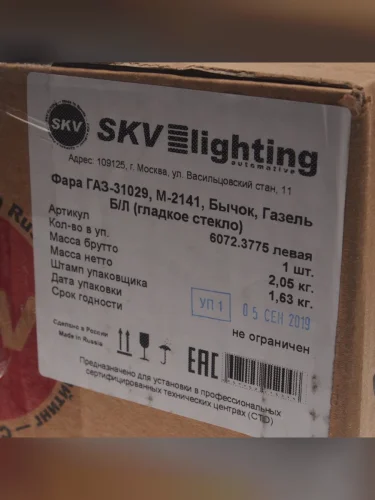 SKV
SKV lighting
automotive
Адрес: 109125, г. Москва, ул. Васильцовский стан, 11
Фара ГАЗ-31029, М-2141, Бычок, Газель
Б/Л (гладкое стекло)
Артикул 6072.3775 левая
Кол-во в уп. 1 шт.
Масса брутто 2,05 кг.
Масса нетто 1,63 кг.
Штамп упаковщика УП 1
Дата упаковки 05 СЕН 2019
Срок годности не ограничен
Сделано в России
Made in Russia
EAC
Предназначено для установки в профессиональных
сертифицированных технических центрах (СТО)